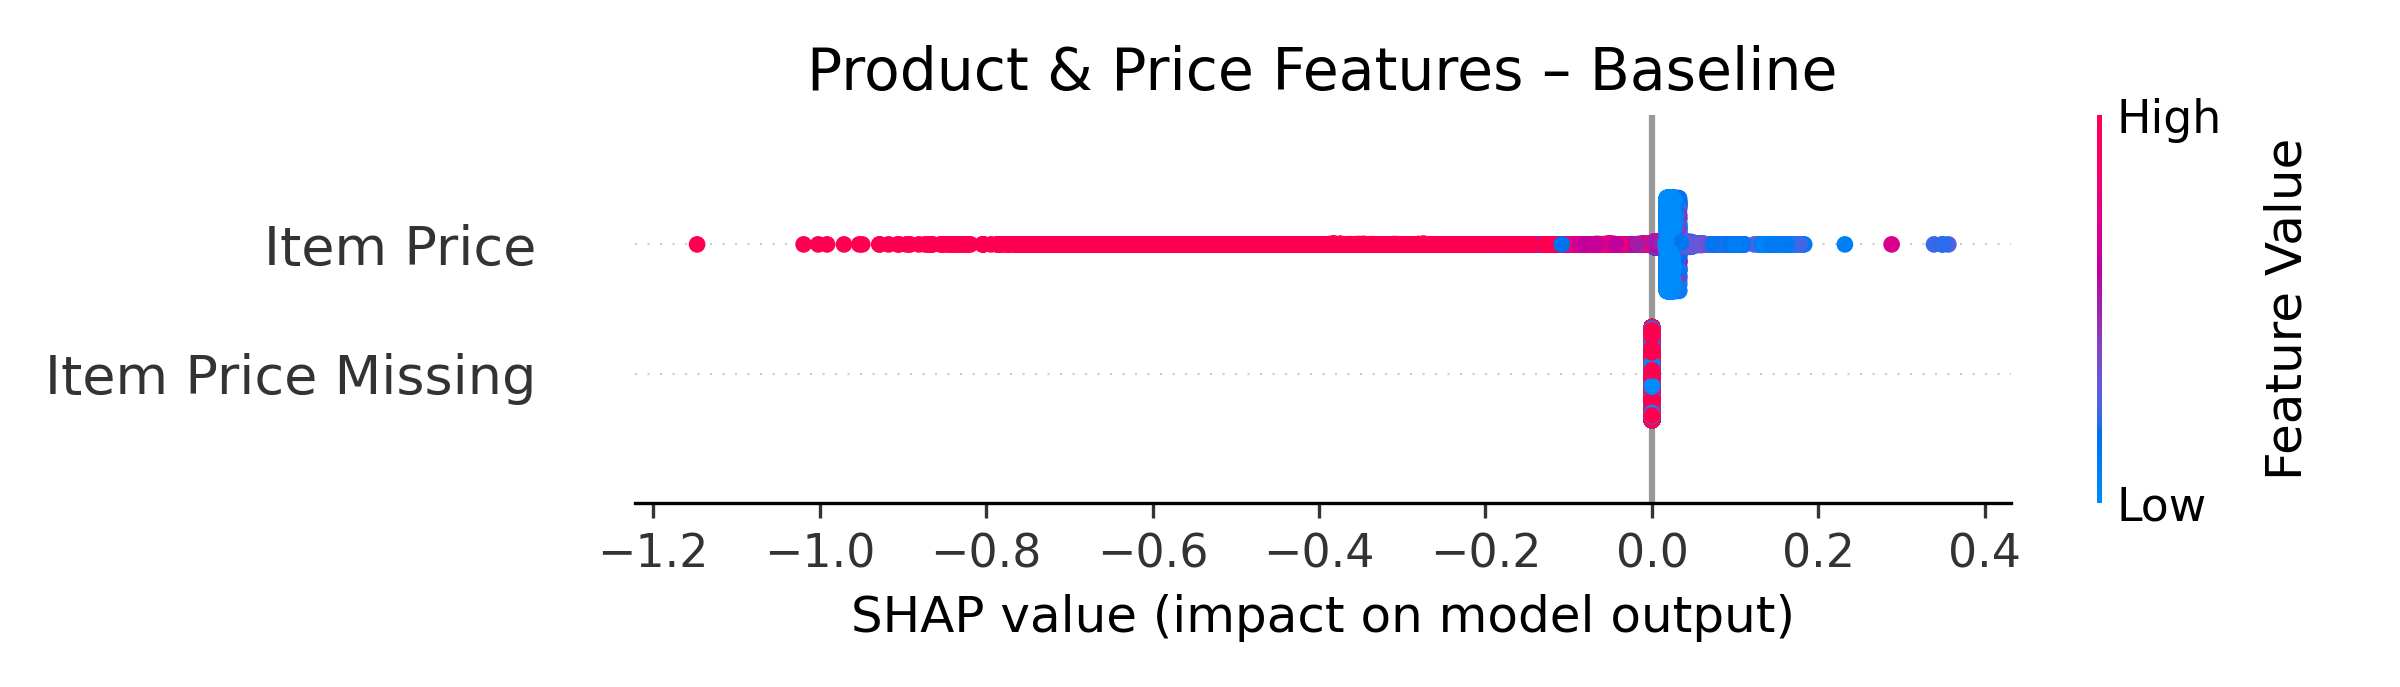 Product & Price Features – Baseline
High
Item Price
Item Price Missing
Feature Value
Low
−1.2 −1.0 −0.8 −0.6 −0.4 −0.2 0.0 0.2 0.4
SHAP value (impact on model output)